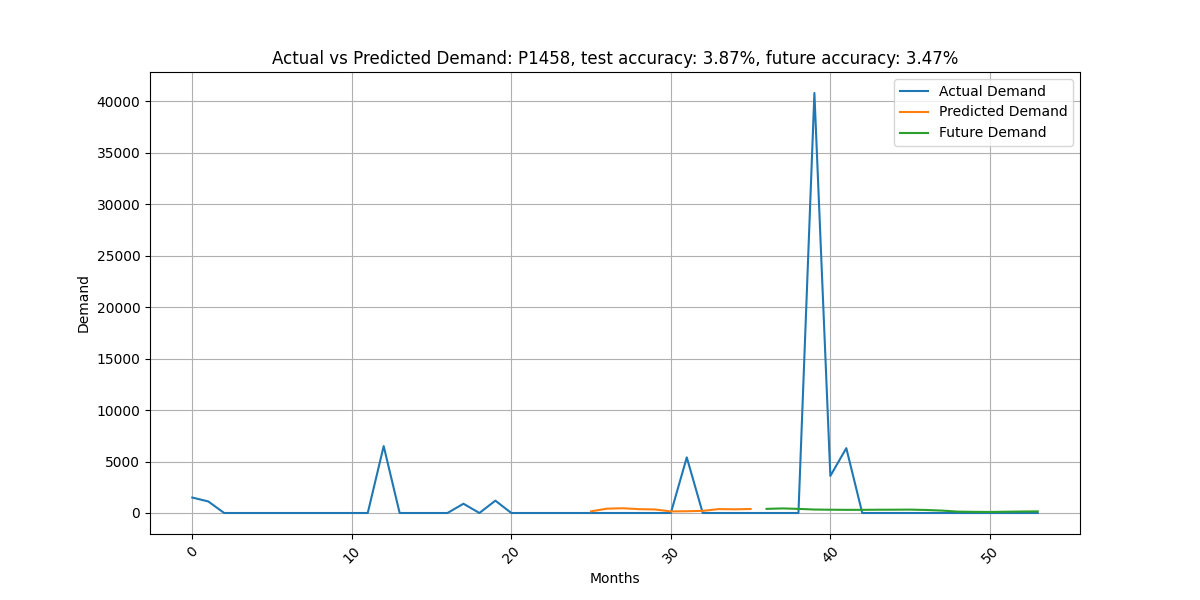 Actual vs Predicted Demand: P1458, test accuracy: 3.87%, future accuracy: 3.47%
Actual Demand
Predicted Demand
Future Demand
40000
35000
30000
25000
20000
15000
10000
5000
0
Demand
0
10
20
30
40
50
Months